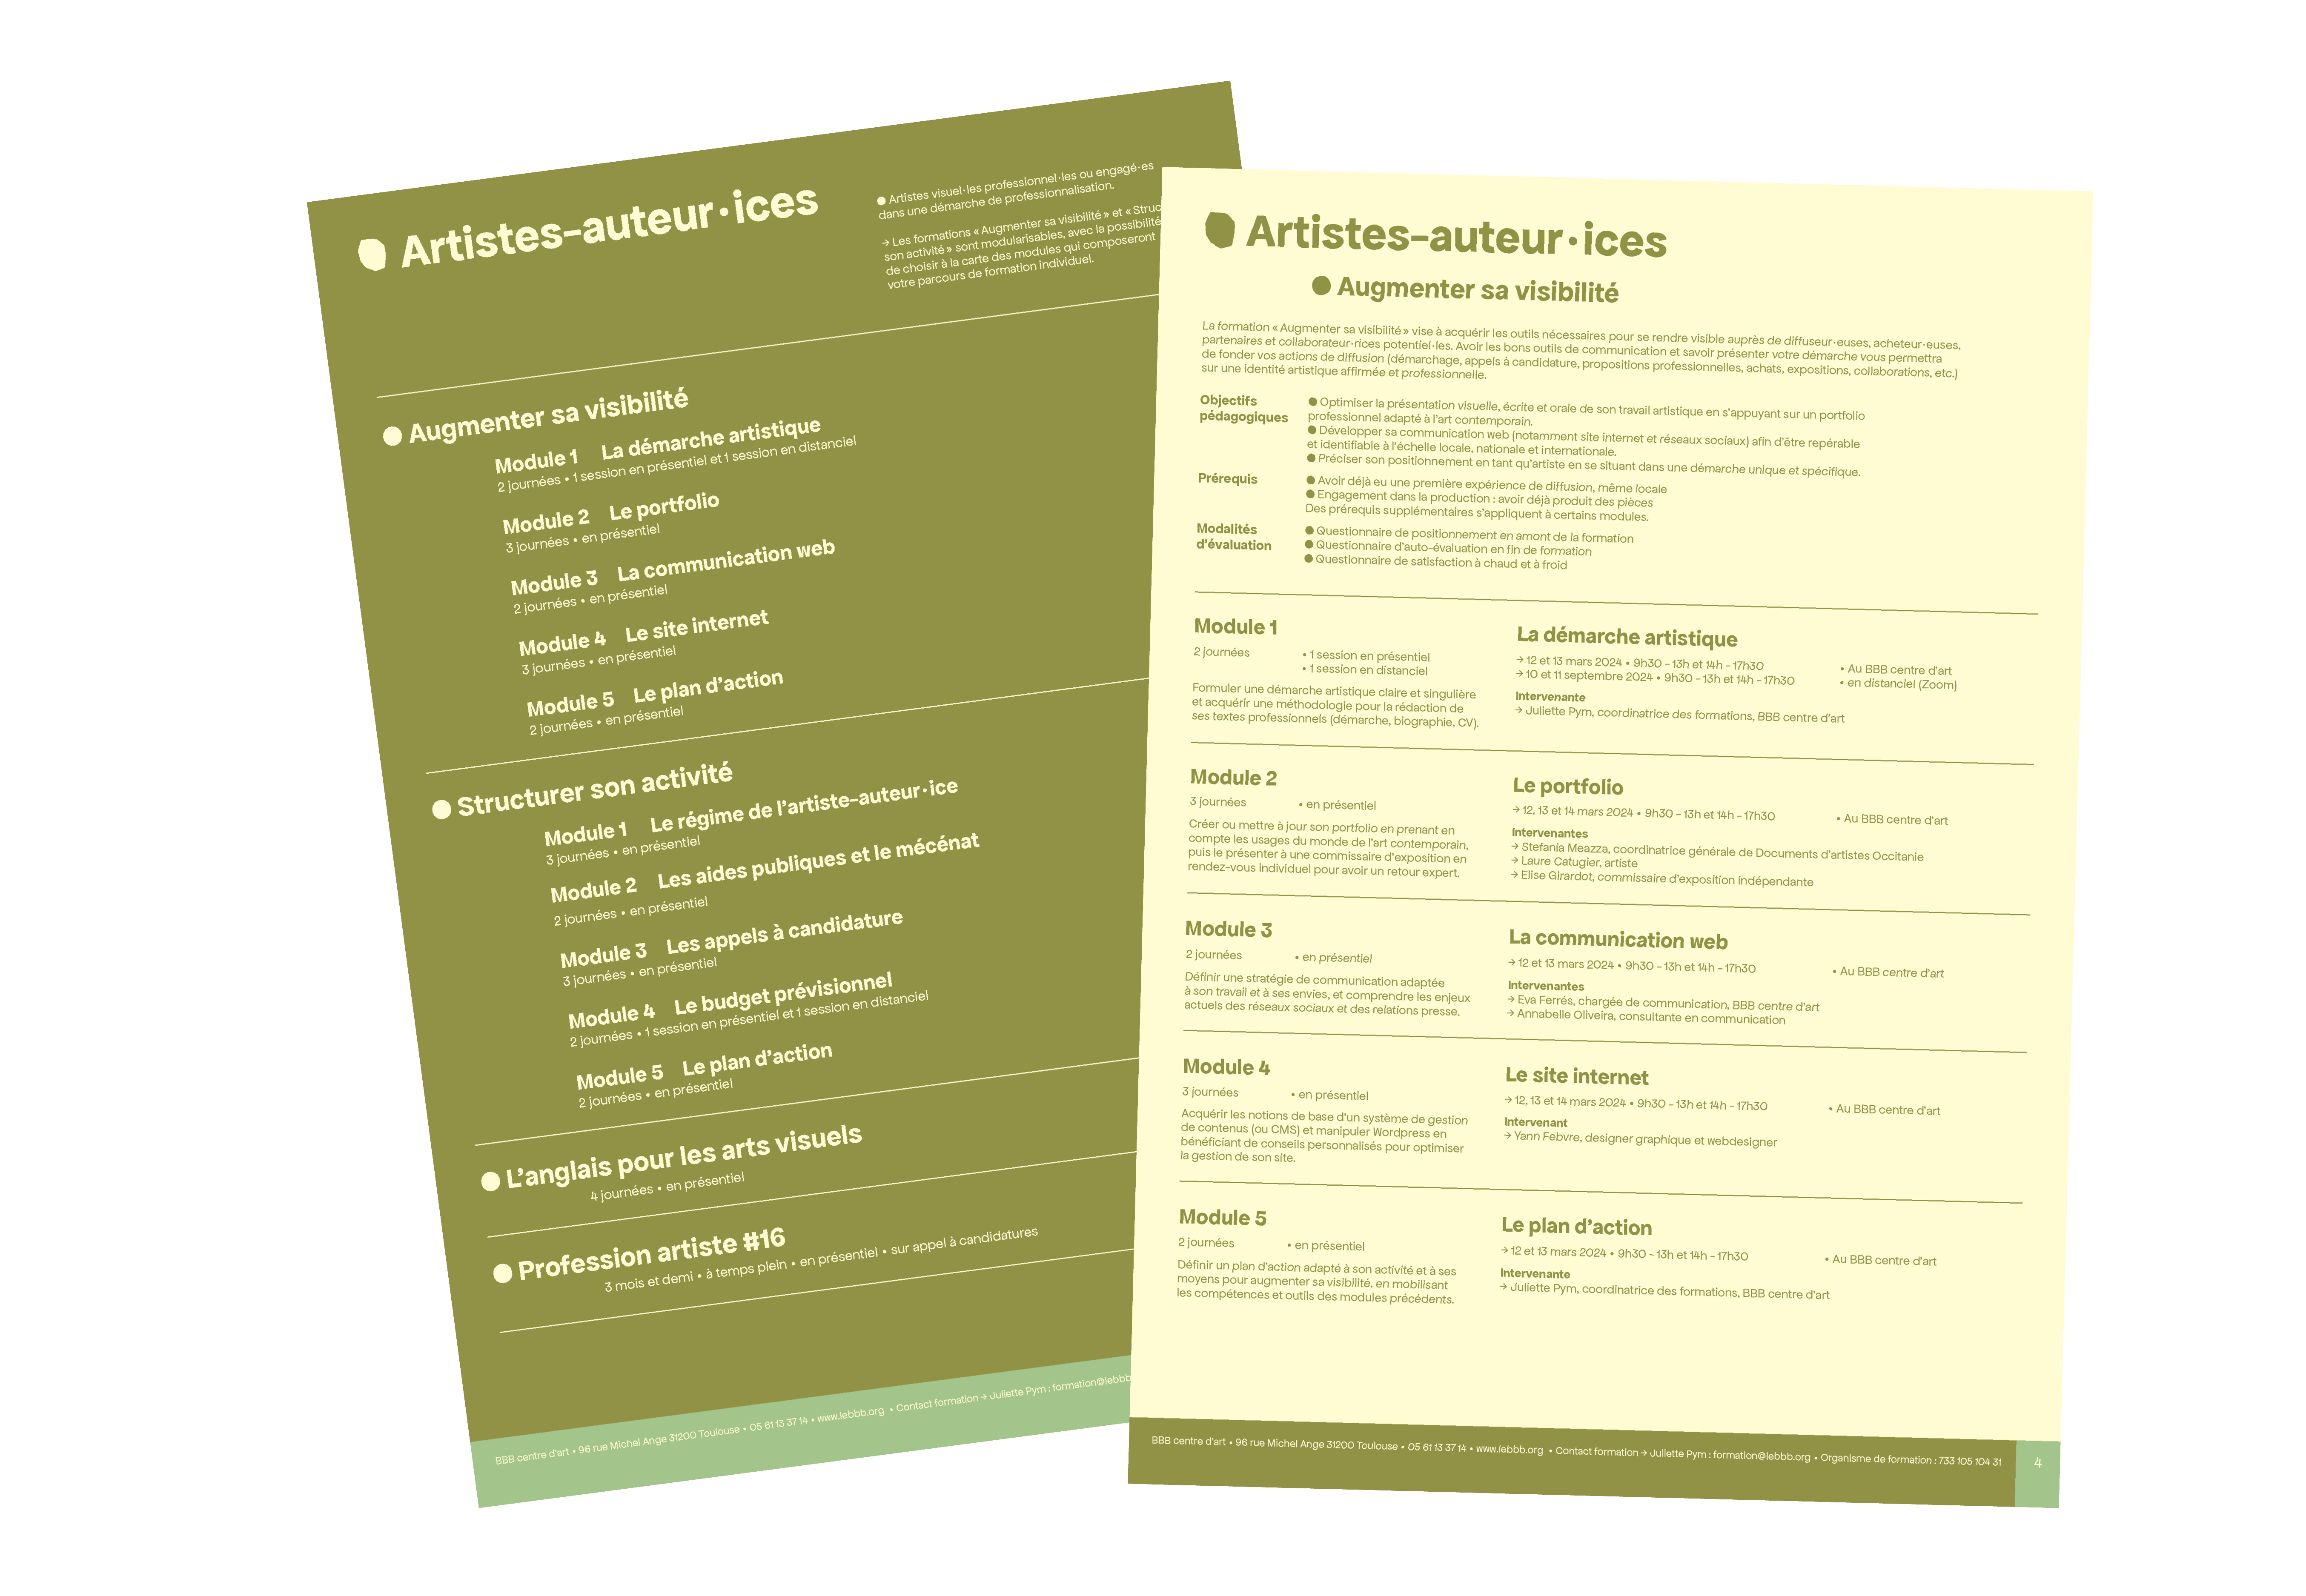 Artistes-auteur·ices
● Artistes visuel·les professionnel·les ou engagé·es
dans une démarche de professionnalisation.
→ Les formations « Augmenter sa visibilité » et « Struc
son activité » sont modularisables, avec la possibilité
de choisir à la carte des modules qui composeront
votre parcours de formation individuel.
● Augmenter sa visibilité
Module 1 La démarche artistique
2 journées • 1 session en présentiel et 1 session en distanciel
Module 2 Le portfolio
3 journées • en présentiel
Module 3 La communication web
2 journées • en présentiel
Module 4 Le site internet
3 journées • en présentiel
Module 5 Le plan d'action
2 journées • en présentiel
● Structurer son activité
Module 1 Le régime de l'artiste-auteur·ice
3 journées • en présentiel
Module 2 Les aides publiques et le mécénat
2 journées • en présentiel
Module 3 Les appels à candidature
3 journées • en présentiel
Module 4 Le budget prévisionnel
2 journées • 1 session en présentiel et 1 session en distanciel
Module 5 Le plan d'action
2 journées • en présentiel
● L'anglais pour les arts visuels
4 journées • en présentiel
● Profession artiste #16
3 mois et demi • à temps plein • en présentiel • sur appel à candidatures
BBB centre d'art • 96 rue Michel Ange 31200 Toulouse • 05 61 13 37 14 • www.lebbb.org • Contact formation → Juliette Pym : formation@lebbb
Artistes-auteur·ices
● Augmenter sa visibilité
La formation « Augmenter sa visibilité » vise à acquérir les outils nécessaires pour se rendre visible auprès de diffuseur·euses, acheteur·euses,
partenaires et collaborateur·rices potentiel·les. Avoir les bons outils de communication et savoir présenter votre démarche vous permettra
de fonder vos actions de diffusion (démarchage, appels à candidature, propositions professionnelles, achats, expositions, collaborations, etc.)
sur une identité artistique affirmée et professionnelle.
Objectifs
pédagogiques
● Optimiser la présentation visuelle, écrite et orale de son travail artistique en s'appuyant sur un portfolio
professionnel adapté à l'art contemporain.
● Développer sa communication web (notamment site internet et réseaux sociaux) afin d'être repérable
et identifiable à l'échelle locale, nationale et internationale.
● Préciser son positionnement en tant qu'artiste en se situant dans une démarche unique et spécifique.
Prérequis
● Avoir déjà eu une première expérience de diffusion, même locale
● Engagement dans la production : avoir déjà produit des pièces
Des prérequis supplémentaires s'appliquent à certains modules.
Modalités
d'évaluation
● Questionnaire de positionnement en amont de la formation
● Questionnaire d'auto-évaluation en fin de formation
● Questionnaire de satisfaction à chaud et à froid
Module 1
2 journées
• 1 session en présentiel
• 1 session en distanciel
Formuler une démarche artistique claire et singulière
et acquérir une méthodologie pour la rédaction de
ses textes professionnels (démarche, biographie, CV).
La démarche artistique
→ 12 et 13 mars 2024 • 9h30 - 13h et 14h - 17h30 • Au BBB centre d'art
→ 10 et 11 septembre 2024 • 9h30 - 13h et 14h - 17h30 • en distanciel (Zoom)
Intervenante
→ Juliette Pym, coordinatrice des formations, BBB centre d'art
Module 2
3 journées • en présentiel
Créer ou mettre à jour son portfolio en prenant en
compte les usages du monde de l'art contemporain,
puis le présenter à une commissaire d'exposition en
rendez-vous individuel pour avoir un retour expert.
Le portfolio
→ 12, 13 et 14 mars 2024 • 9h30 - 13h et 14h - 17h30 • Au BBB centre d'art
Intervenantes
→ Stefania Meazza, coordinatrice générale de Documents d'artistes Occitanie
→ Laure Catugier, artiste
→ Elise Girardot, commissaire d'exposition indépendante
Module 3
2 journées • en présentiel
Définir une stratégie de communication adaptée
à son travail et à ses envies, et comprendre les enjeux
actuels des réseaux sociaux et des relations presse.
La communication web
→ 12 et 13 mars 2024 • 9h30 - 13h et 14h - 17h30 • Au BBB centre d'art
Intervenantes
→ Eva Ferrés, chargée de communication, BBB centre d'art
→ Annabelle Oliveira, consultante en communication
Module 4
3 journées • en présentiel
Acquérir les notions de base d'un système de gestion
de contenus (ou CMS) et manipuler Wordpress en
bénéficiant de conseils personnalisés pour optimiser
la gestion de son site.
Le site internet
→ 12, 13 et 14 mars 2024 • 9h30 - 13h et 14h - 17h30 • Au BBB centre d'art
Intervenant
→ Yann Febvre, designer graphique et webdesigner
Module 5
2 journées • en présentiel
Définir un plan d'action adapté à son activité et à ses
moyens pour augmenter sa visibilité, en mobilisant
les compétences et outils des modules précédents.
Le plan d'action
→ 12 et 13 mars 2024 • 9h30 - 13h et 14h - 17h30 • Au BBB centre d'art
Intervenante
→ Juliette Pym, coordinatrice des formations, BBB centre d'art
BBB centre d'art • 96 rue Michel Ange 31200 Toulouse • 05 61 13 37 14 • www.lebbb.org • Contact formation → Juliette Pym : formation@lebbb.org • Organisme de formation : 733 105 104 31
4